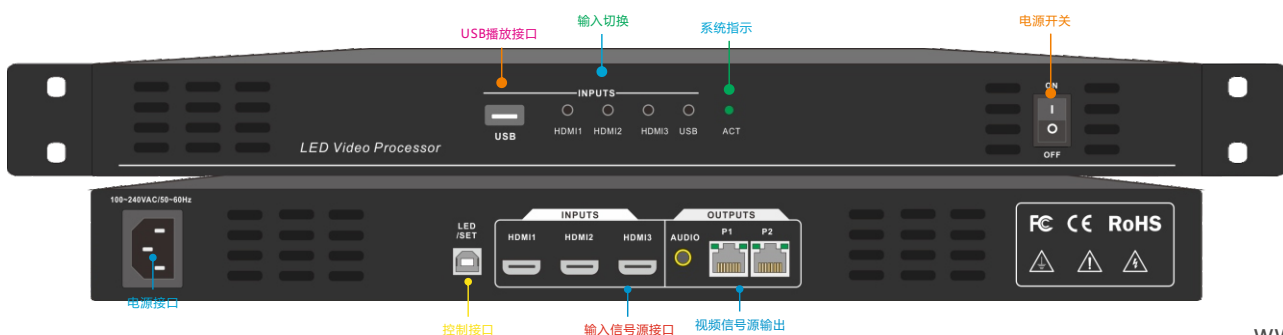 输入切换
电源开关
USB播放接口
系统指示
INPUTS
ON
I
O
OFF
USB
HDMI1 HDMI2 HDMI3 USB ACT
LED Video Processor
100~240VAC/50~60Hz
LED
/SET
INPUTS
OUTPUTS
HDMI1 HDMI2 HDMI3
AUDIO
P1 P2
FC CE RoHS
电源接口
控制接口
输入信号源接口
视频信号源输出